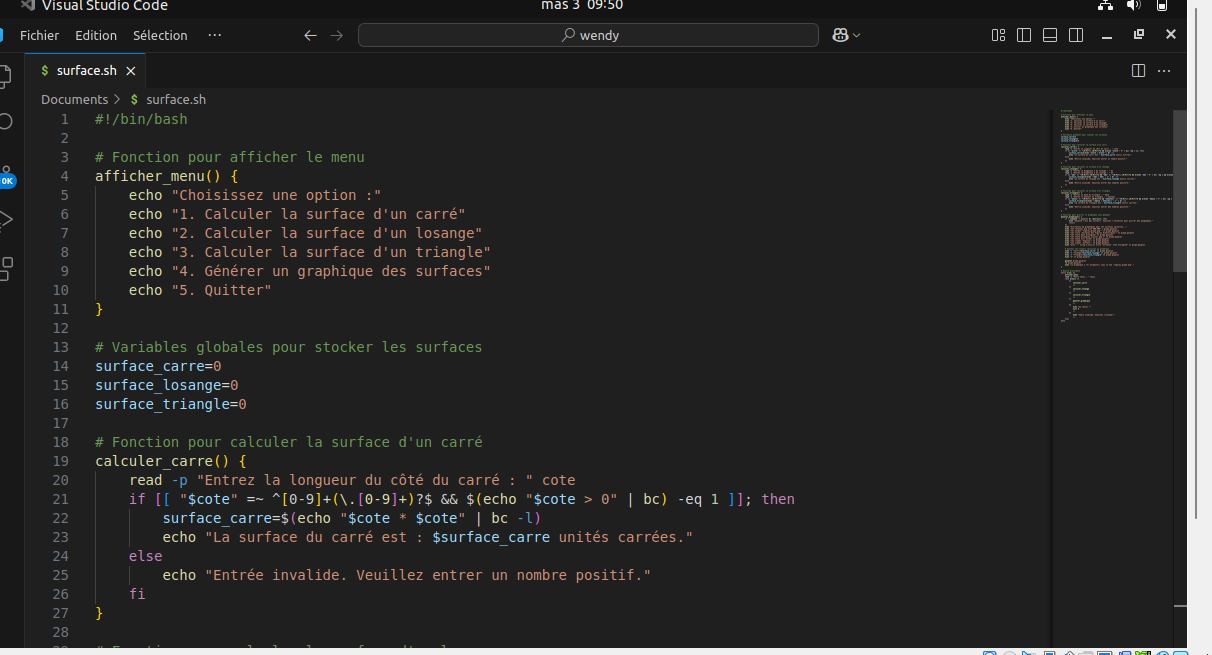 Visual Studio Code
mas 3 09:50
Fichier Edition Sélection ···
wendy
$ surface.sh
Documents > $ surface.sh
1 #!/bin/bash
2
3 # Fonction pour afficher le menu
4 afficher_menu() {
5 echo "Choisissez une option :"
6 echo "1. Calculer la surface d'un carré"
7 echo "2. Calculer la surface d'un losange"
8 echo "3. Calculer la surface d'un triangle"
9 echo "4. Générer un graphique des surfaces"
10 echo "5. Quitter"
11 }
12
13 # Variables globales pour stocker les surfaces
14 surface_carre=0
15 surface_losange=0
16 surface_triangle=0
17
18 # Fonction pour calculer la surface d'un carré
19 calculer_carre() {
20 read -p "Entrez la longueur du côté du carré : " cote
21 if [[ "$cote" =~ ^[0-9]+(\.[0-9]+)?$ && $(echo "$cote > 0" | bc) -eq 1 ]]; then
22 surface_carre=$(echo "$cote * $cote" | bc -l)
23 echo "La surface du carré est : $surface_carre unités carrées."
24 else
25 echo "Entrée invalide. Veuillez entrer un nombre positif."
26 fi
27 }
28